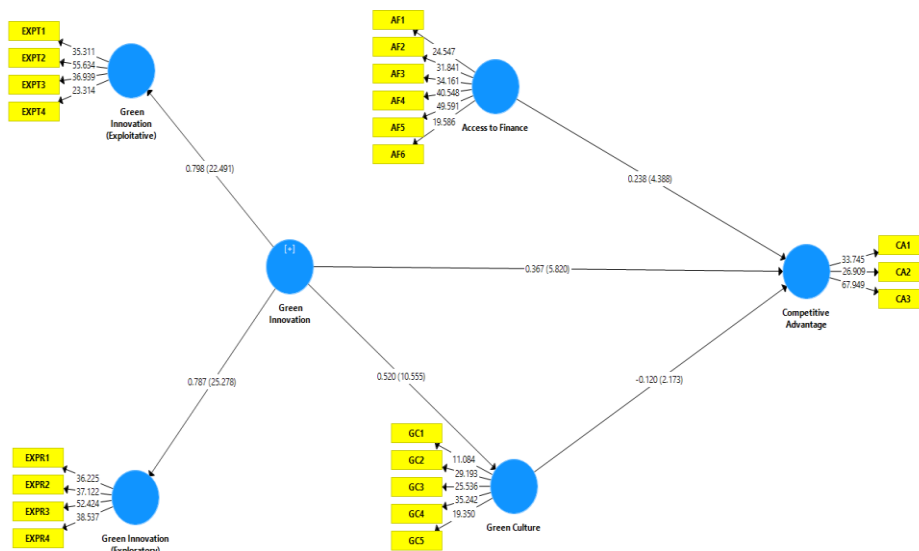 EXPT1
EXPT2
EXPT3
EXPT4
35.311
55.634
36.939
23.314
Green
Innovation
(Exploitative)
AF1
AF2
AF3
AF4
AF5
AF6
24.547
31.841
34.161
40.548
49.591
19.586
Access to Finance
0.798 (22.491)
0.238 (4.388)
[+]
Green
Innovation
0.367 (5.820)
CA1
CA2
CA3
33.745
26.909
67.949
Competitive
Advantage
0.787 (25.278)
0.520 (10.555)
-0.120 (2.173)
EXPR1
EXPR2
EXPR3
EXPR4
36.225
37.122
52.424
38.537
Green Innovation
(Exploratory)
GC1
GC2
GC3
GC4
GC5
11.084
29.193
25.536
35.242
19.350
Green Culture